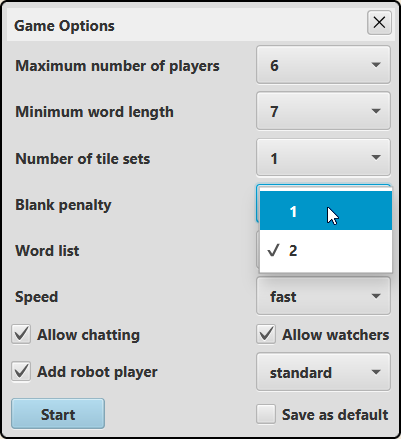 Game Options
Maximum number of players 6
Minimum word length 7
Number of tile sets 1
Blank penalty 1
Word list 2
Speed fast
Allow chatting Allow watchers
Add robot player standard
Start Save as default